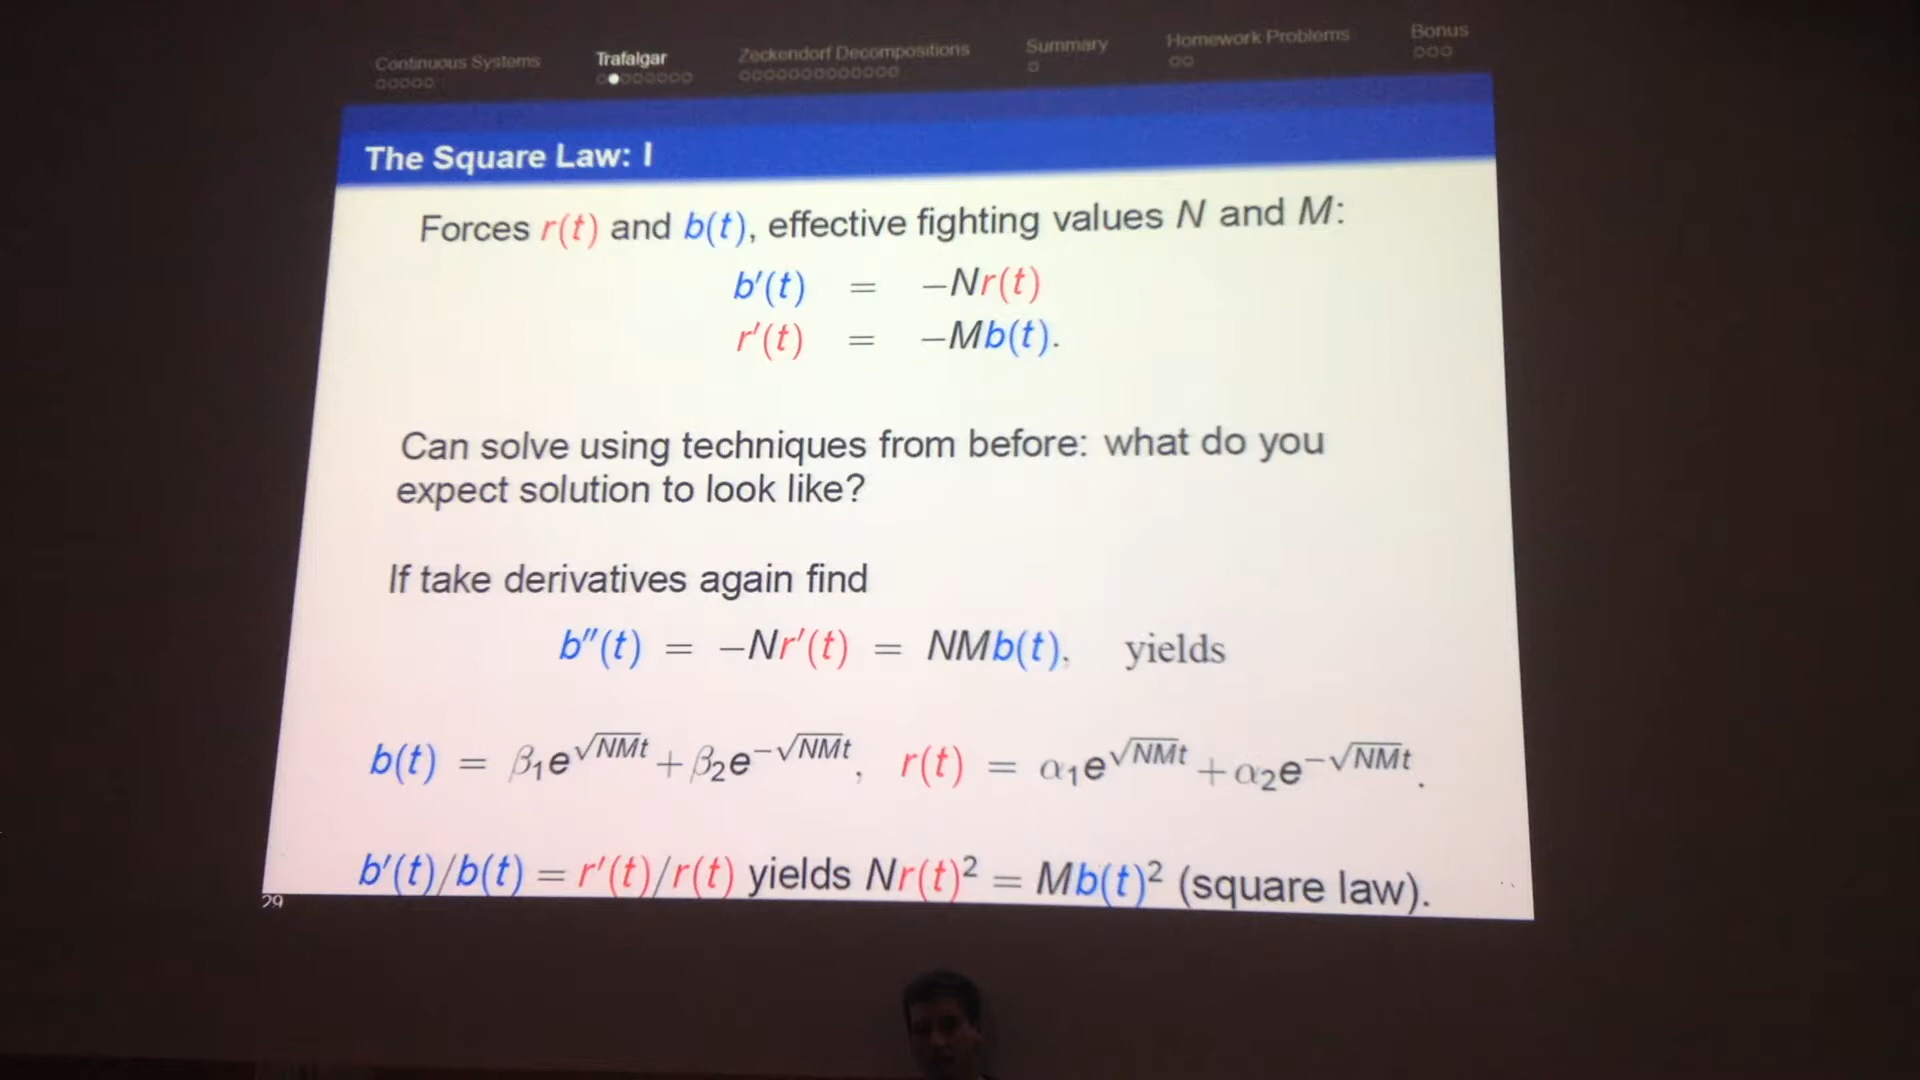 Continuous Systems Trafalgar Zeckendorf Decompositions Summary Homework Problems Bonus
The Square Law: I
Forces r(t) and b(t), effective fighting values N and M:
b′(t) = −Nr(t)
r′(t) = −Mb(t).
Can solve using techniques from before: what do you
expect solution to look like?
If take derivatives again find
b″(t) = −Nr′(t) = NMb(t), yields
b(t) = β₁e^{√NMt} + β₂e^{−√NMt}, r(t) = α₁e^{√NMt} + α₂e^{−√NMt}.
b′(t)/b(t) = r′(t)/r(t) yields Nr(t)² = Mb(t)² (square law).
29